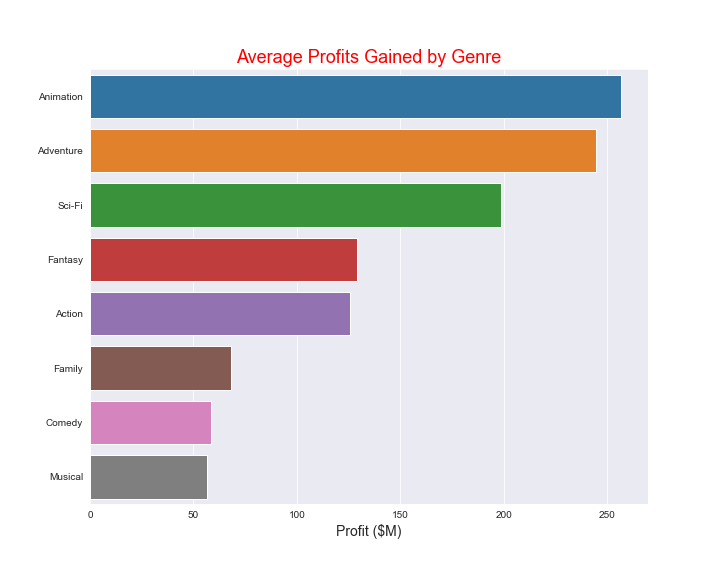 Average Profits Gained by Genre
Animation
Adventure
Sci-Fi
Fantasy
Action
Family
Comedy
Musical
0 50 100 150 200 250
Profit ($M)